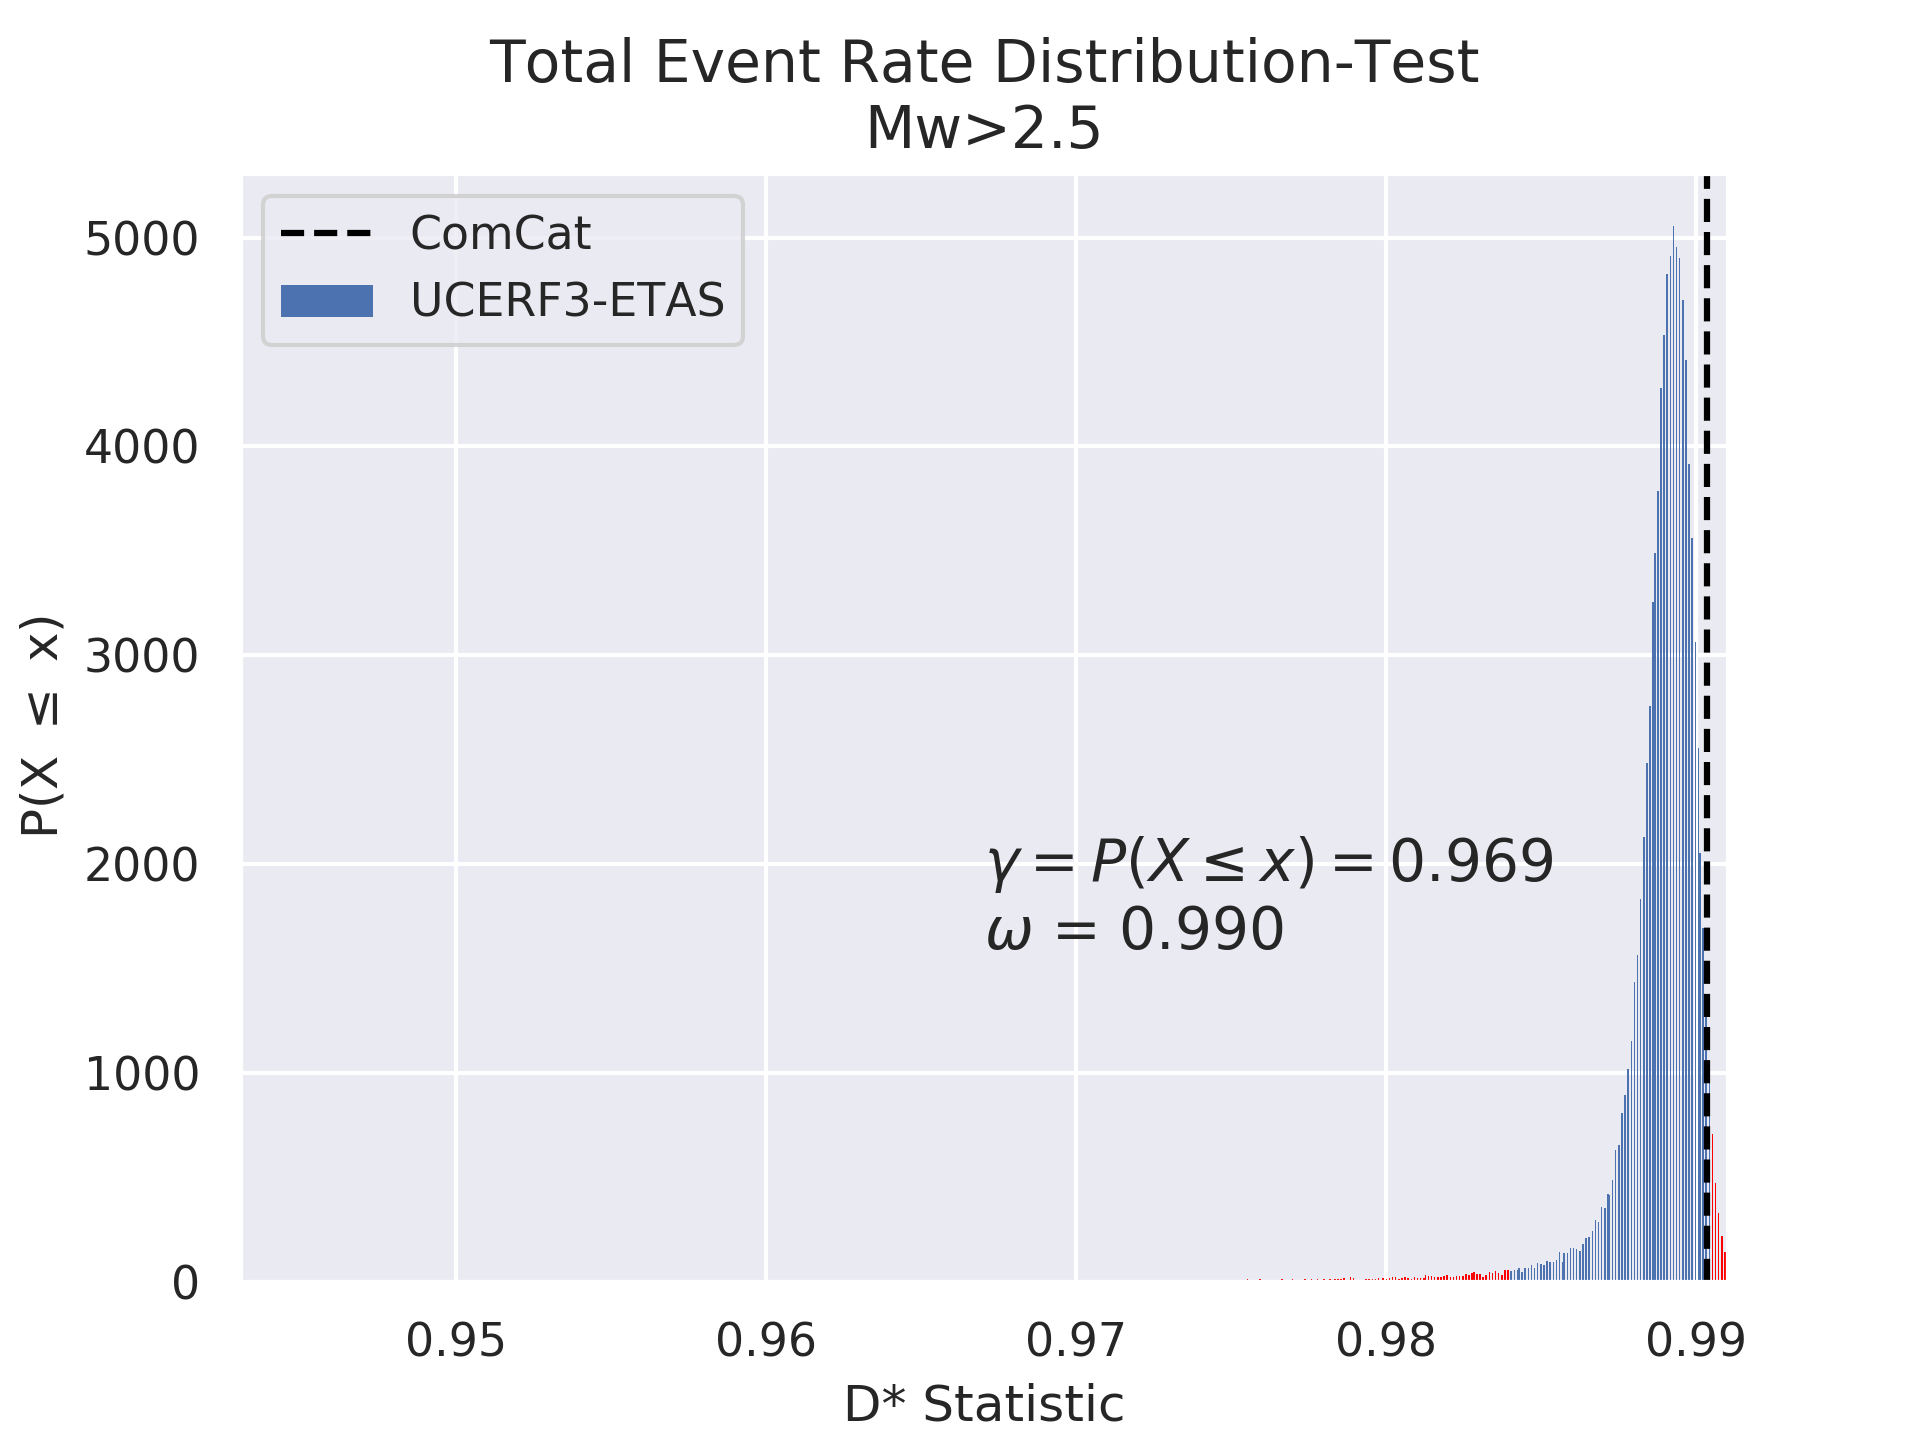 Total Event Rate Distribution-Test
Mw>2.5
ComCat
UCERF3-ETAS
5000
4000
3000
2000
1000
0
P(X ≤ x)
γ = P(X ≤ x) = 0.969
ω = 0.990
0.95
0.96
0.97
0.98
0.99
D* Statistic